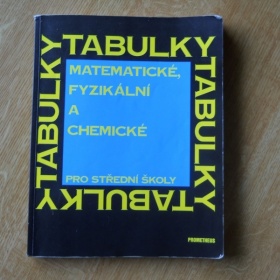 TABULKY
TABULKY
TABULKY
MATEMATICKÉ,
FYZIKÁLNÍ
A
CHEMICKÉ
PRO STŘEDNÍ ŠKOLY
TABULKY
PROMETHEUS